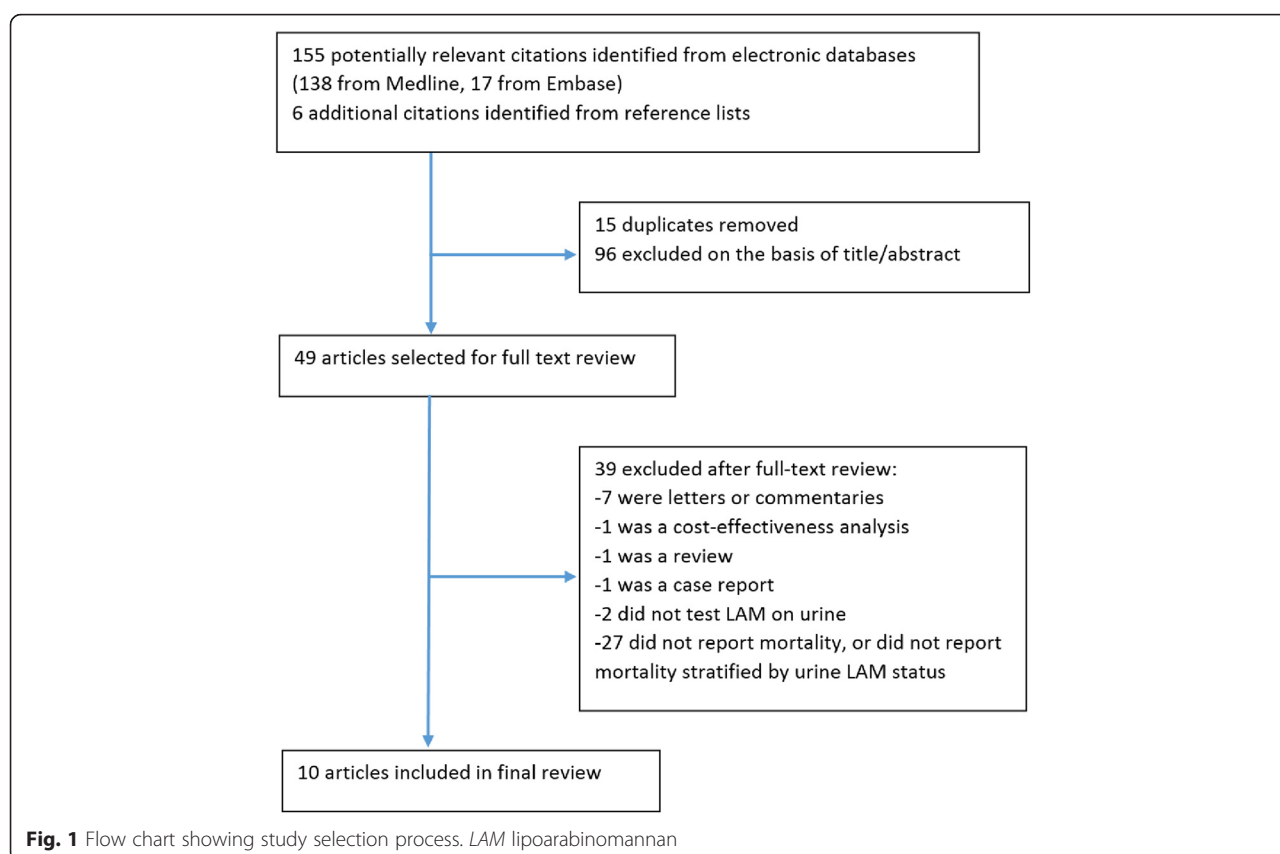 155 potentially relevant citations identified from electronic databases
(138 from Medline, 17 from Embase)
6 additional citations identified from reference lists
15 duplicates removed
96 excluded on the basis of title/abstract
49 articles selected for full text review
39 excluded after full-text review:
-7 were letters or commentaries
-1 was a cost-effectiveness analysis
-1 was a review
-1 was a case report
-2 did not test LAM on urine
-27 did not report mortality, or did not report
mortality stratified by urine LAM status
10 articles included in final review
Fig. 1 Flow chart showing study selection process. LAM lipoarabinomannan